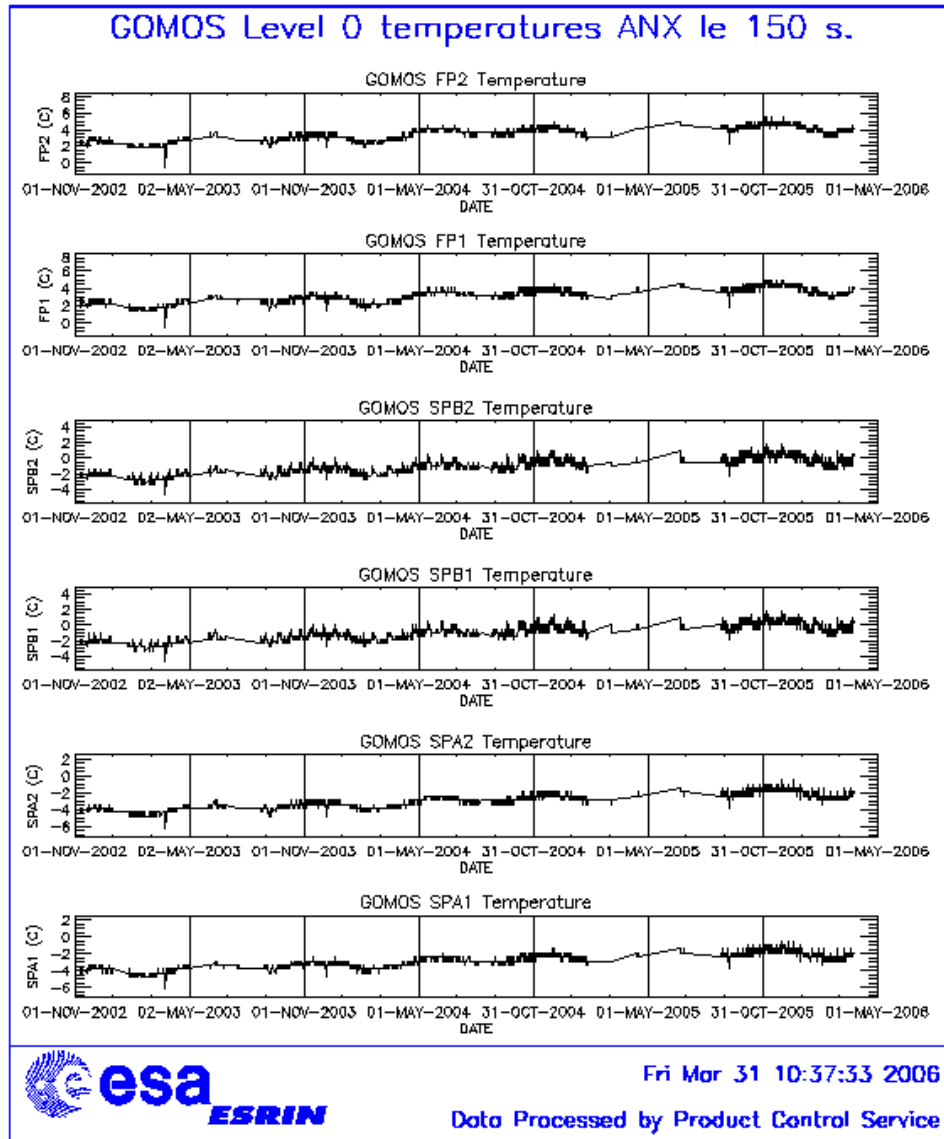 GOMOS Level 0 temperatures ANX le 150 s.
GOMOS FP2 Temperature
FP2 (C)
8
6
4
2
0
01-NOV-2002 02-MAY-2003 01-NOV-2003 01-MAY-2004 31-OCT-2004 01-MAY-2005 31-OCT-2005 01-MAY-2006
DATE
GOMOS FP1 Temperature
FP1 (C)
8
6
4
2
0
01-NOV-2002 02-MAY-2003 01-NOV-2003 01-MAY-2004 31-OCT-2004 01-MAY-2005 31-OCT-2005 01-MAY-2006
DATE
GOMOS SPB2 Temperature
SPB2 (C)
4
2
0
-2
-4
01-NOV-2002 02-MAY-2003 01-NOV-2003 01-MAY-2004 31-OCT-2004 01-MAY-2005 31-OCT-2005 01-MAY-2006
DATE
GOMOS SPB1 Temperature
SPB1 (C)
4
2
0
-2
-4
01-NOV-2002 02-MAY-2003 01-NOV-2003 01-MAY-2004 31-OCT-2004 01-MAY-2005 31-OCT-2005 01-MAY-2006
DATE
GOMOS SPA2 Temperature
SPA2 (C)
2
0
-2
-4
-6
01-NOV-2002 02-MAY-2003 01-NOV-2003 01-MAY-2004 31-OCT-2004 01-MAY-2005 31-OCT-2005 01-MAY-2006
DATE
GOMOS SPA1 Temperature
SPA1 (C)
2
0
-2
-4
-6
01-NOV-2002 02-MAY-2003 01-NOV-2003 01-MAY-2004 31-OCT-2004 01-MAY-2005 31-OCT-2005 01-MAY-2006
DATE
esa
ESRIN
Fri Mar 31 10:37:33 2006
Data Processed by Product Control Service